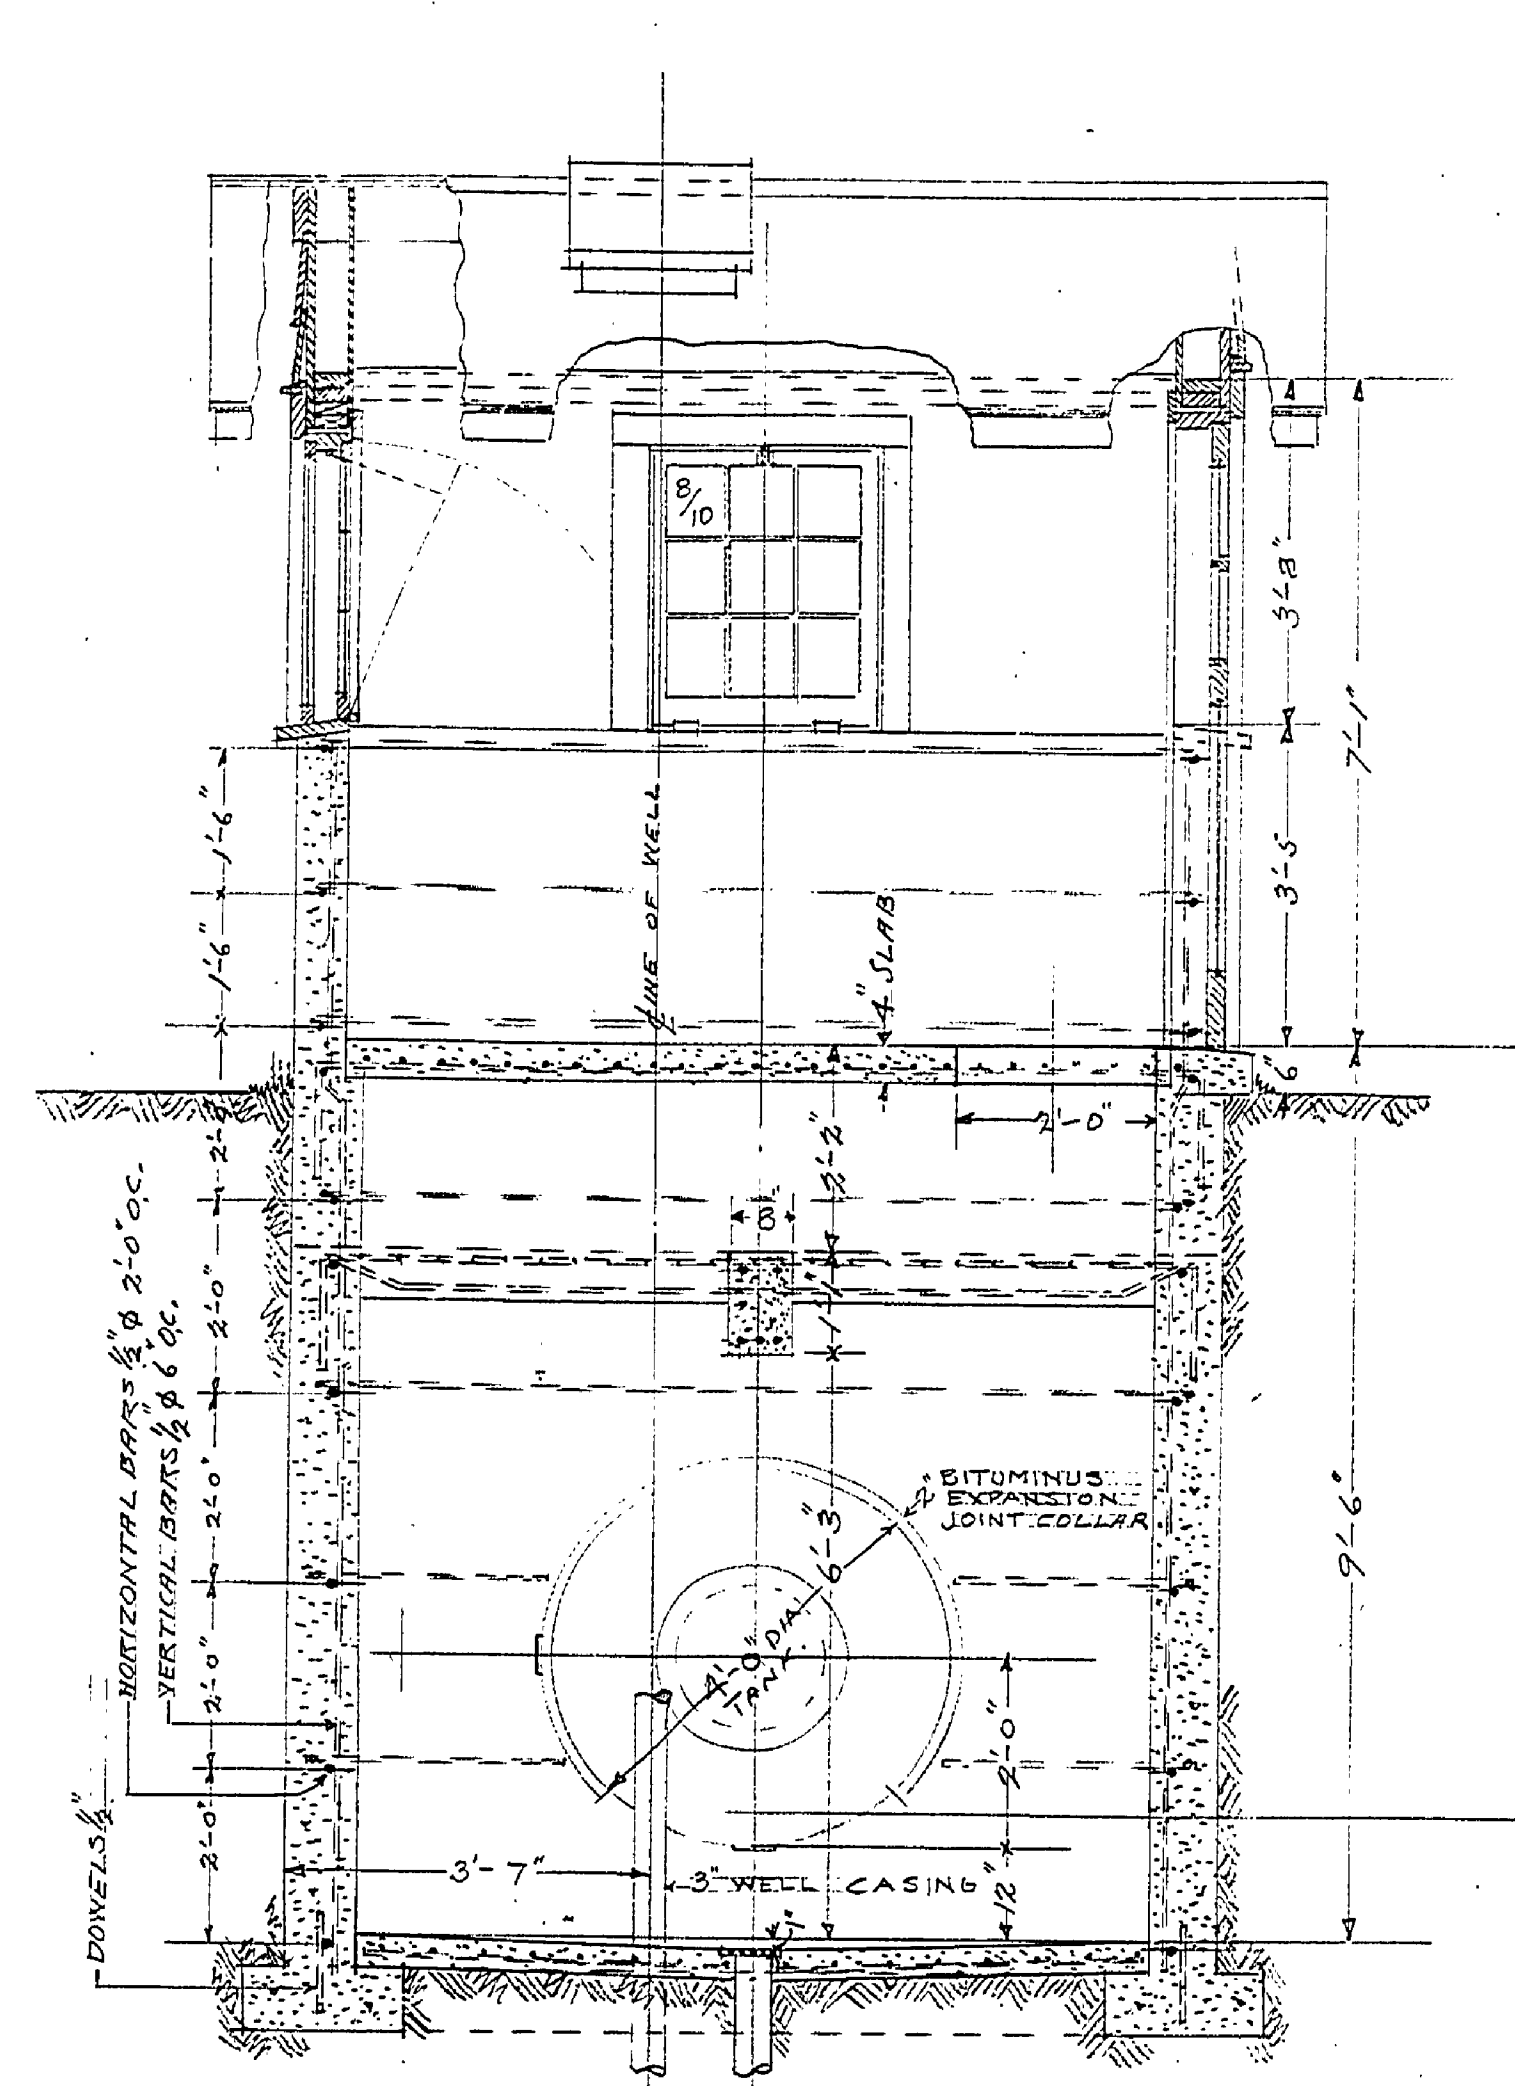 8/10
3'-8"
7'-1"
3'-5"
1'-6"
1'-6"
℄ LINE OF WELL
4" SLAB
6"
2'-0"
2'-0"
2'-2"
8"
1'-1"
2'-0"
2'-0"
2'-0"
2'-0"
HORIZONTAL BARS 1/2" φ 2'-0" O.C.
VERTICAL BARS 1/2" φ 6" O.C.
DOWELS 1/2"
2" BITUMINUS
EXPANSION
JOINT COLLAR
6'-3"
4'-0" DIA.
TANK.
9'-6"
2'-0"
12"
3'-7"
3" WELL CASING
1"